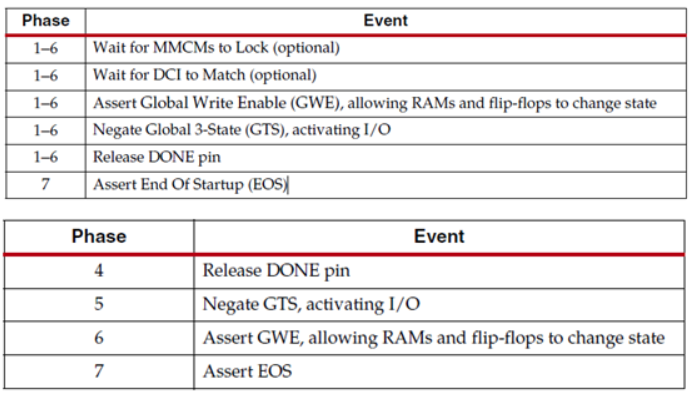 Phase Event
1–6 Wait for MMCMs to Lock (optional)
1–6 Wait for DCI to Match (optional)
1–6 Assert Global Write Enable (GWE), allowing RAMs and flip-flops to change state
1–6 Negate Global 3-State (GTS), activating I/O
1–6 Release DONE pin
7 Assert End Of Startup (EOS)
Phase Event
4 Release DONE pin
5 Negate GTS, activating I/O
6 Assert GWE, allowing RAMs and flip-flops to change state
7 Assert EOS